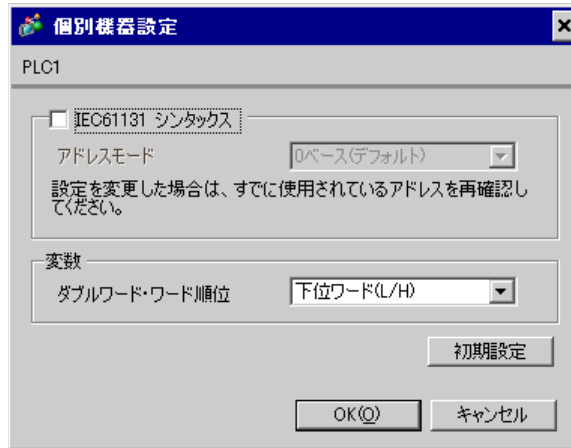 個別機器設定
PLC1
IEC61131 シンタックス
アドレスモード
0ベース(デフォルト)
設定を変更した場合は、すでに使用されているアドレスを再確認し
てください。
変数
ダブルワード・ワード順位
下位ワード(L/H)
初期設定
OK(O)
キャンセル